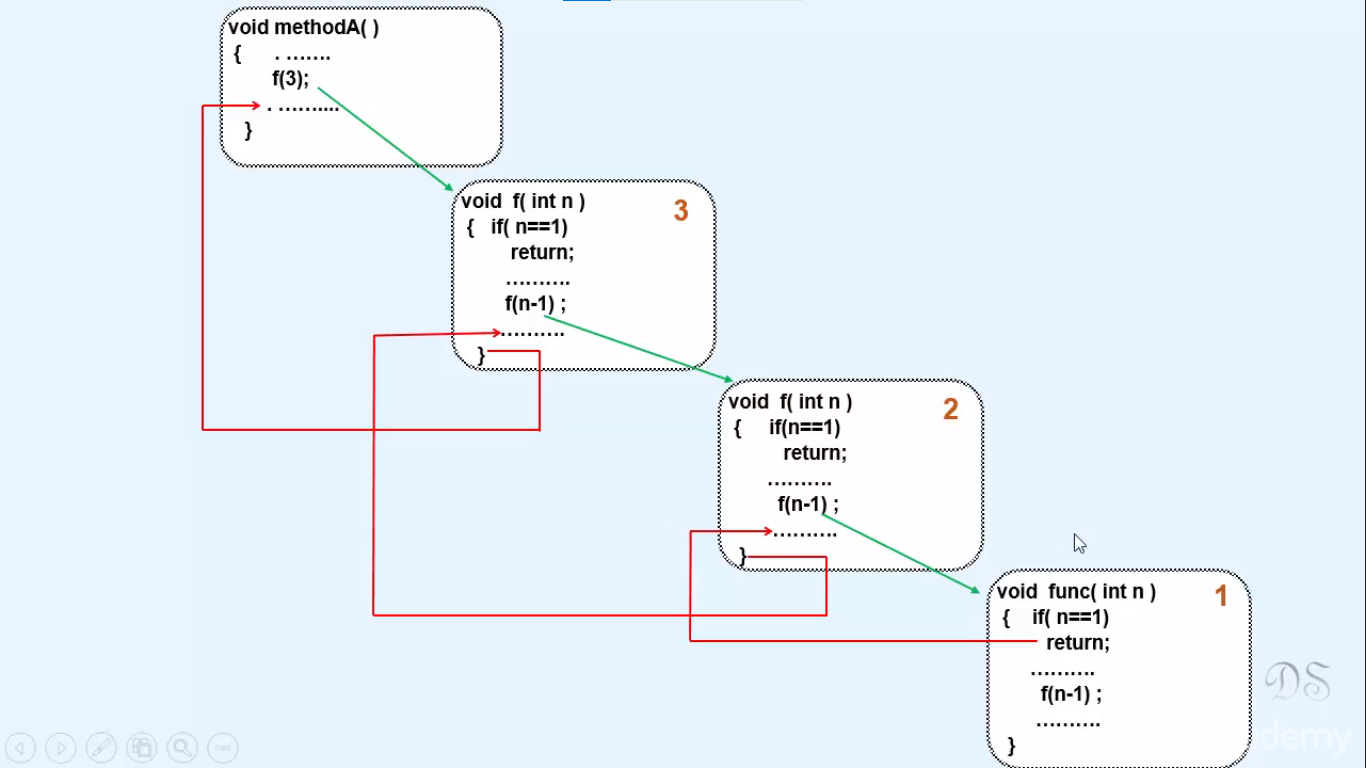 void methodA( )
{ . …….
f(3);
. ……....
}
void f( int n ) 3
{ if( n==1)
return;
……….
f(n-1) ;
……….
}
void f( int n ) 2
{ if(n==1)
return;
……….
f(n-1) ;
……….
}
void func( int n ) 1
{ if( n==1)
return;
……….
f(n-1) ;
……….
}
DS
demy